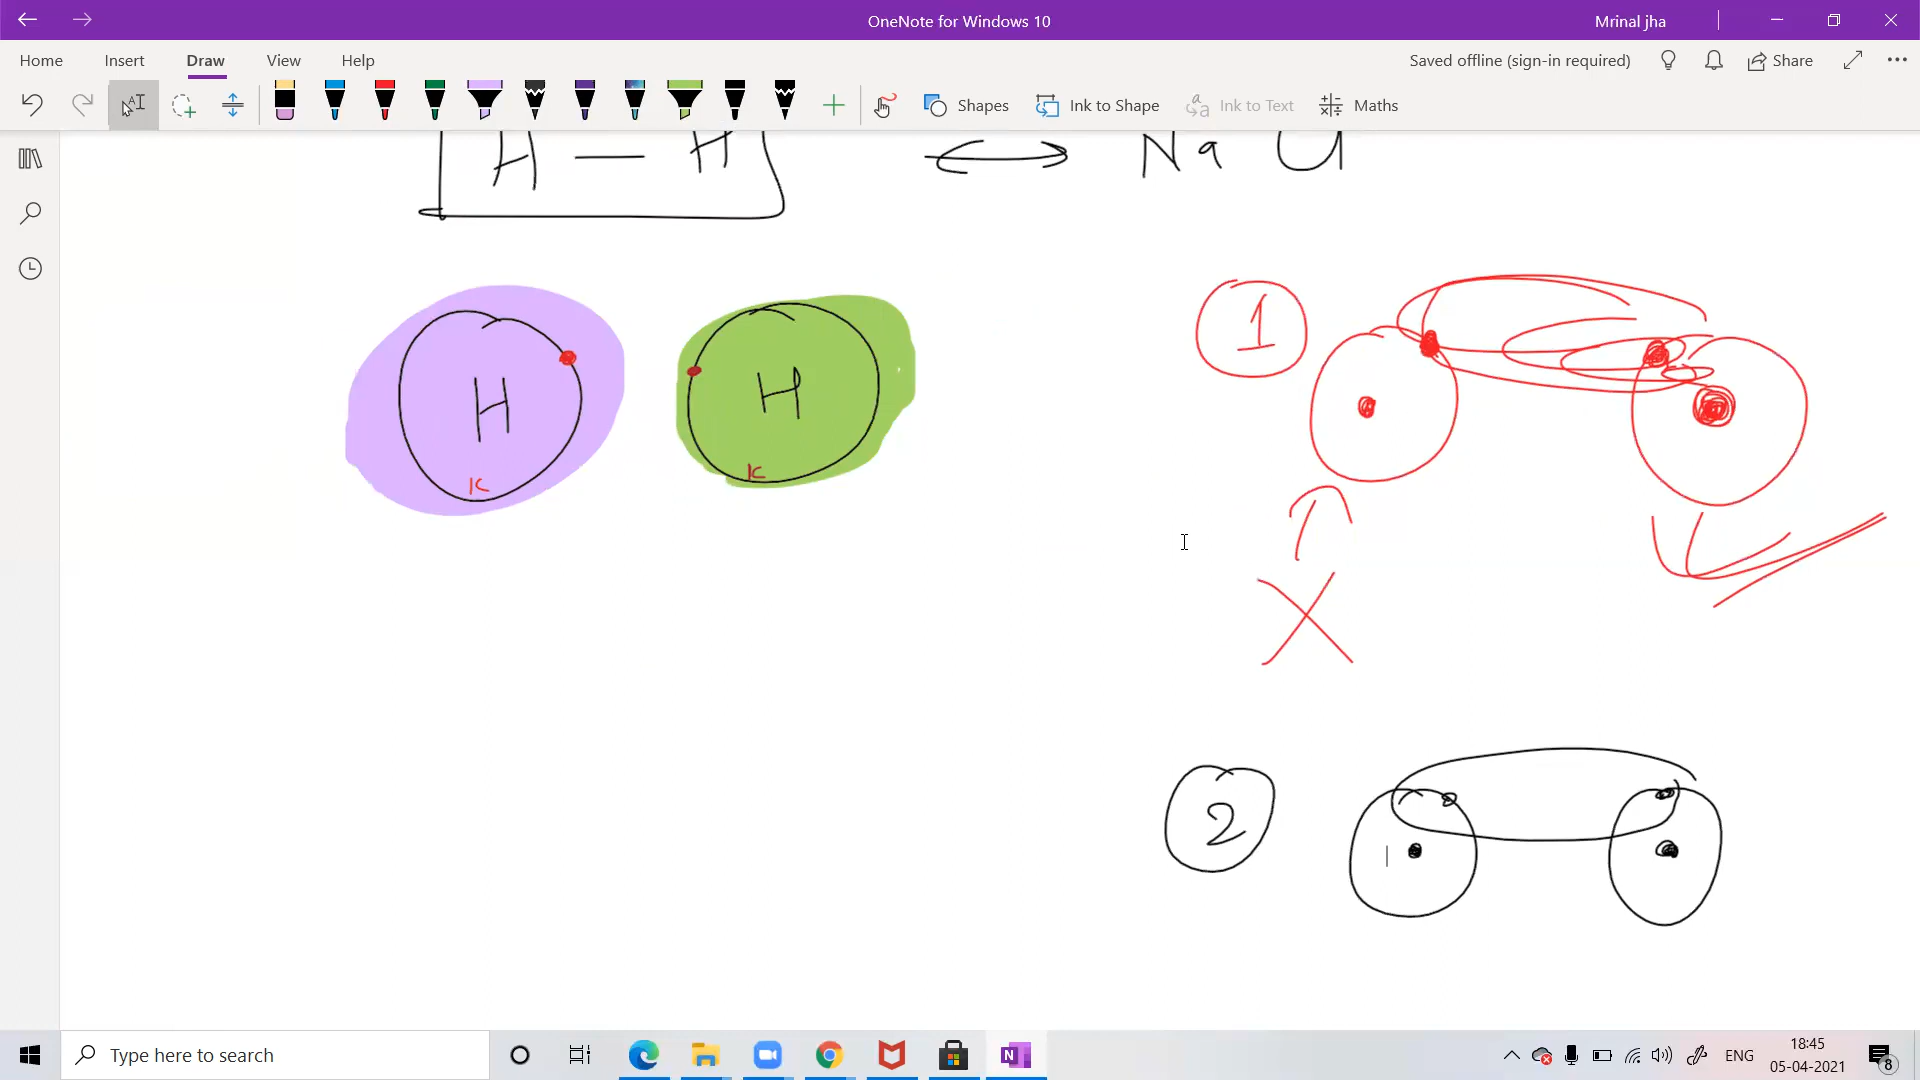 OneNote for Windows 10
Mrinal jha
Home Insert Draw View Help
Saved offline (sign-in required) Share
Shapes Ink to Shape Ink to Text Maths
H — H ↔ Na Cl
1
H H
K K
X
2
Type here to search
ENG
18:45
05-04-2021
8